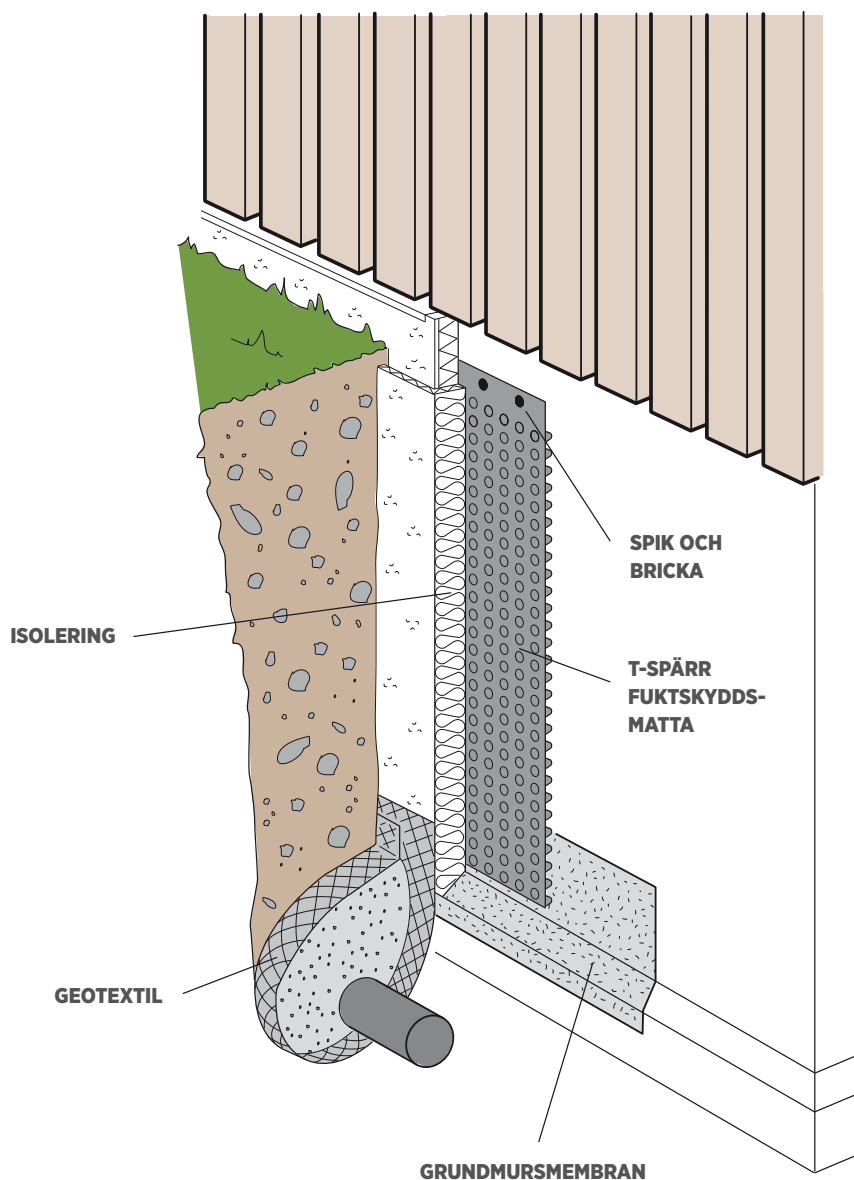 SPIK OCH
BRICKA
ISOLERING
T-SPÄRR
FUKTSKYDDS-
MATTA
GEOTEXTIL
GRUNDMURSMEMBRAN